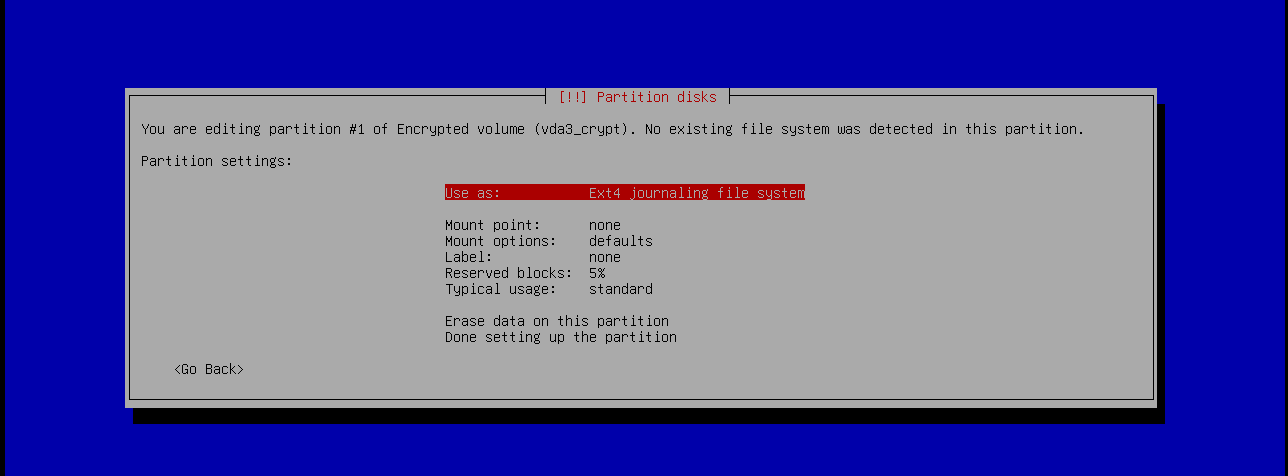 [!!] Partition disks
You are editing partition #1 of Encrypted volume (vda3_crypt). No existing file system was detected in this partition.
Partition settings:
Use as: Ext4 journaling file system
Mount point: none
Mount options: defaults
Label: none
Reserved blocks: 5%
Typical usage: standard
Erase data on this partition
Done setting up the partition
<Go Back>